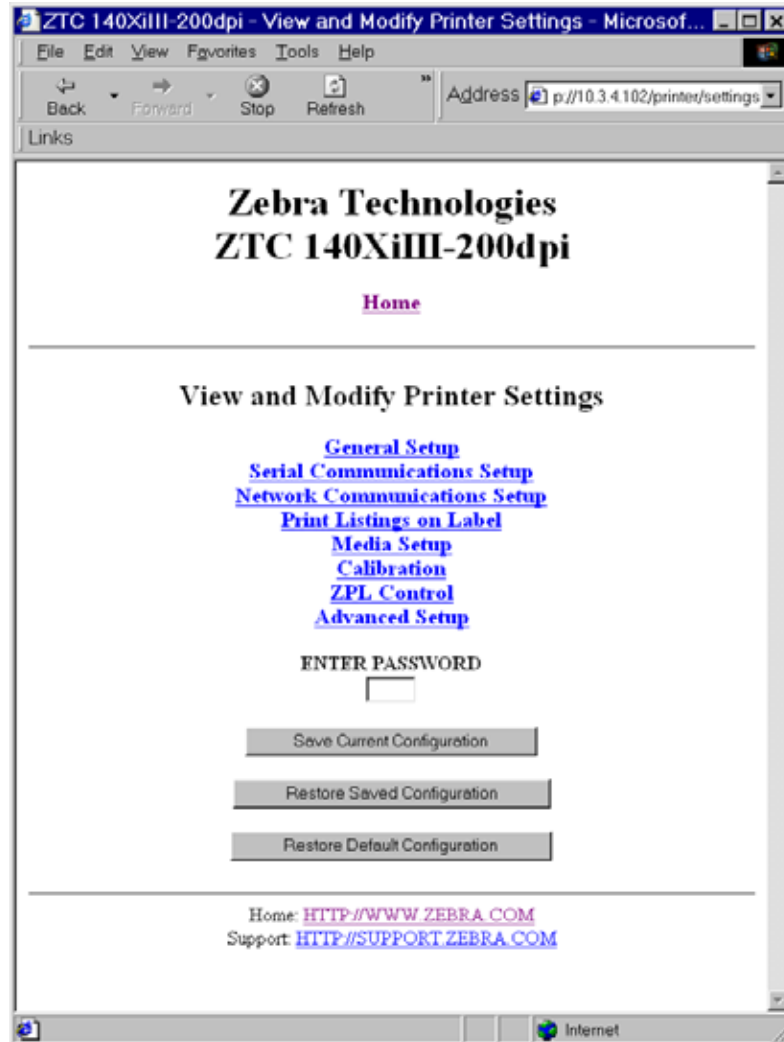 ZTC 140XiIII-200dpi - View and Modify Printer Settings - Microsof...
File Edit View Favorites Tools Help
Back Forward Stop Refresh » Address p://10.3.4.102/printer/settings
Links
Zebra Technologies
ZTC 140XiIII-200dpi
Home
View and Modify Printer Settings
General Setup
Serial Communications Setup
Network Communications Setup
Print Listings on Label
Media Setup
Calibration
ZPL Control
Advanced Setup
ENTER PASSWORD
Save Current Configuration
Restore Saved Configuration
Restore Default Configuration
Home: HTTP://WWW.ZEBRA.COM
Support: HTTP://SUPPORT.ZEBRA.COM
Internet